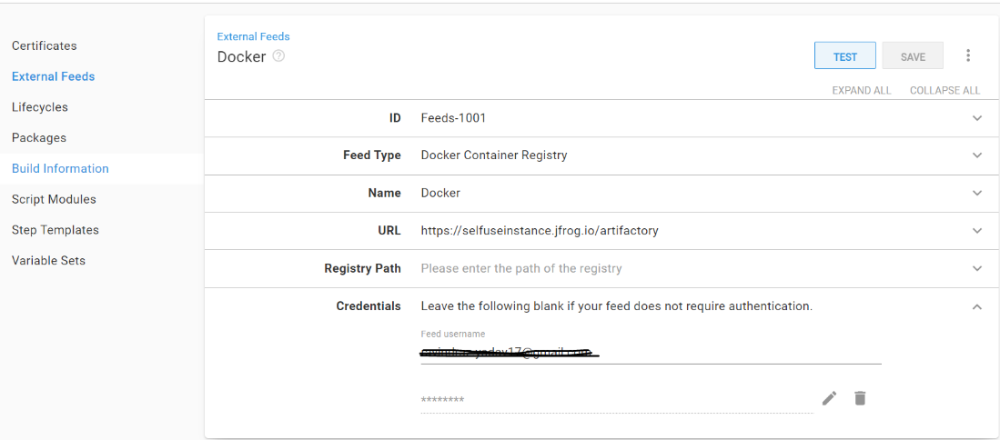 Certificates
External Feeds
Lifecycles
Packages
Build Information
Script Modules
Step Templates
Variable Sets
External Feeds
Docker
TEST
SAVE
EXPAND ALL COLLAPSE ALL
ID Feeds-1001
Feed Type Docker Container Registry
Name Docker
URL https://selfuseinstance.jfrog.io/artifactory
Registry Path Please enter the path of the registry
Credentials Leave the following blank if your feed does not require authentication.
Feed username
********